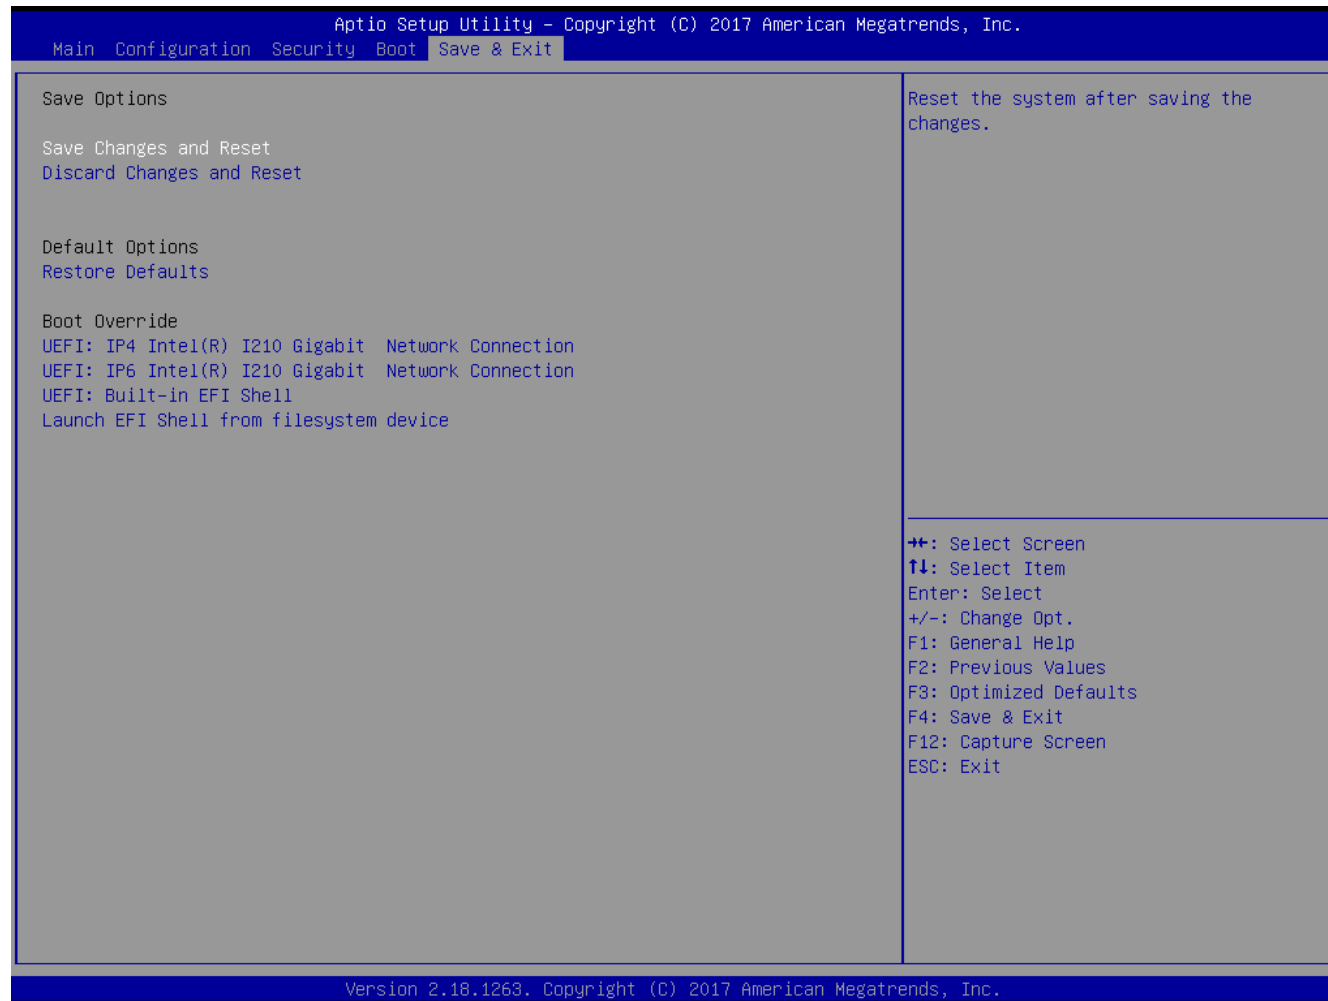 Aptio Setup Utility – Copyright (C) 2017 American Megatrends, Inc.
Main Configuration Security Boot Save & Exit
Save Options
Save Changes and Reset
Discard Changes and Reset
Default Options
Restore Defaults
Boot Override
UEFI: IP4 Intel(R) I210 Gigabit  Network Connection
UEFI: IP6 Intel(R) I210 Gigabit  Network Connection
UEFI: Built-in EFI Shell
Launch EFI Shell from filesystem device
Reset the system after saving the
changes.
→←: Select Screen
↑↓: Select Item
Enter: Select
+/-: Change Opt.
F1: General Help
F2: Previous Values
F3: Optimized Defaults
F4: Save & Exit
F12: Capture Screen
ESC: Exit
Version 2.18.1263. Copyright (C) 2017 American Megatrends, Inc.